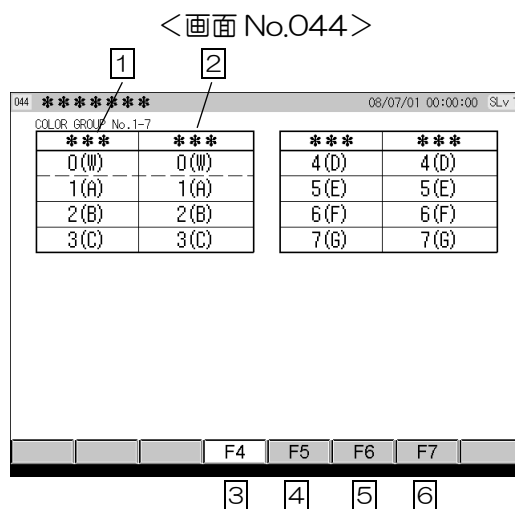 ＜画面 No.044＞
1 2
044 ＊＊＊＊＊＊＊ 08/07/01 00:00:00 SLv
COLOR GROUP No.1-7
＊＊＊ ＊＊＊ ＊＊＊ ＊＊＊
0(W) 0(W) 4(D) 4(D)
1(A) 1(A) 5(E) 5(E)
2(B) 2(B) 6(F) 6(F)
3(C) 3(C) 7(G) 7(G)
F4 F5 F6 F7
3 4 5 6